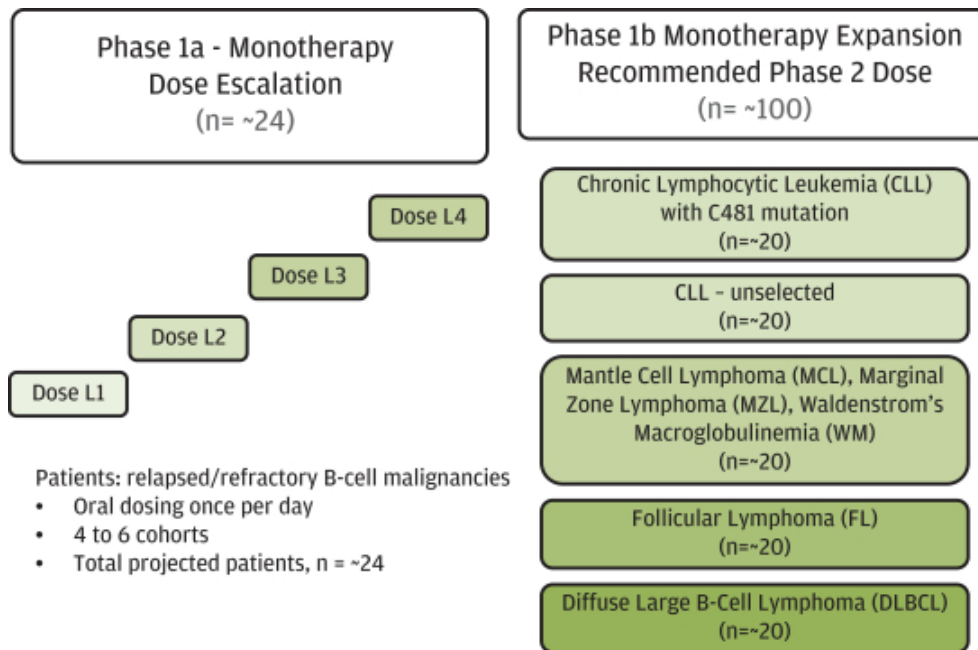 Phase 1a - Monotherapy
Dose Escalation
(n= ~24)
Dose L4
Dose L3
Dose L2
Dose L1
Patients: relapsed/refractory B-cell malignancies
• Oral dosing once per day
• 4 to 6 cohorts
• Total projected patients, n = ~24
Phase 1b Monotherapy Expansion
Recommended Phase 2 Dose
(n= ~100)
Chronic Lymphocytic Leukemia (CLL)
with C481 mutation
(n=~20)
CLL – unselected
(n=~20)
Mantle Cell Lymphoma (MCL), Marginal
Zone Lymphoma (MZL), Waldenstrom's
Macroglobulinemia (WM)
(n=~20)
Follicular Lymphoma (FL)
(n=~20)
Diffuse Large B-Cell Lymphoma (DLBCL)
(n=~20)